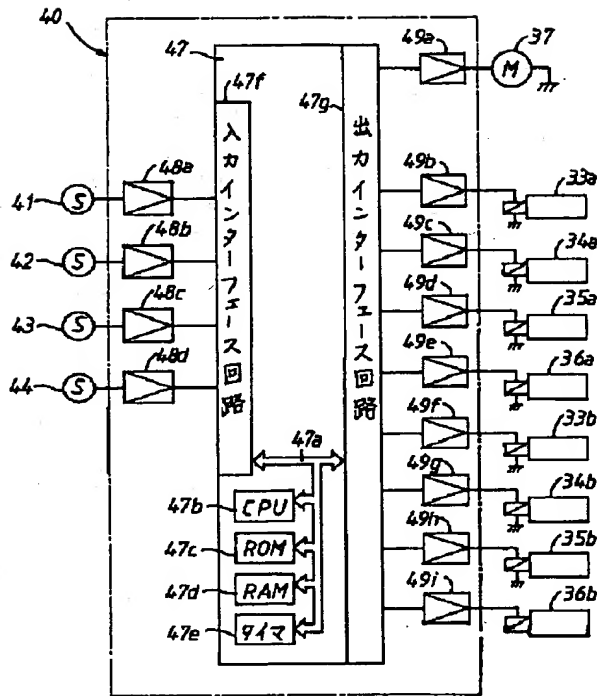 40
47
47f
入力インターフェース回路
47g
出力インターフェース回路
49a
37
M
48a
41
S
48b
42
S
48c
43
S
48d
44
S
49b
33a
49c
34a
49d
35a
49e
36a
49f
33b
49g
34b
49h
35b
49i
36b
47a
47b
CPU
47c
ROM
47d
RAM
47e
タイマ